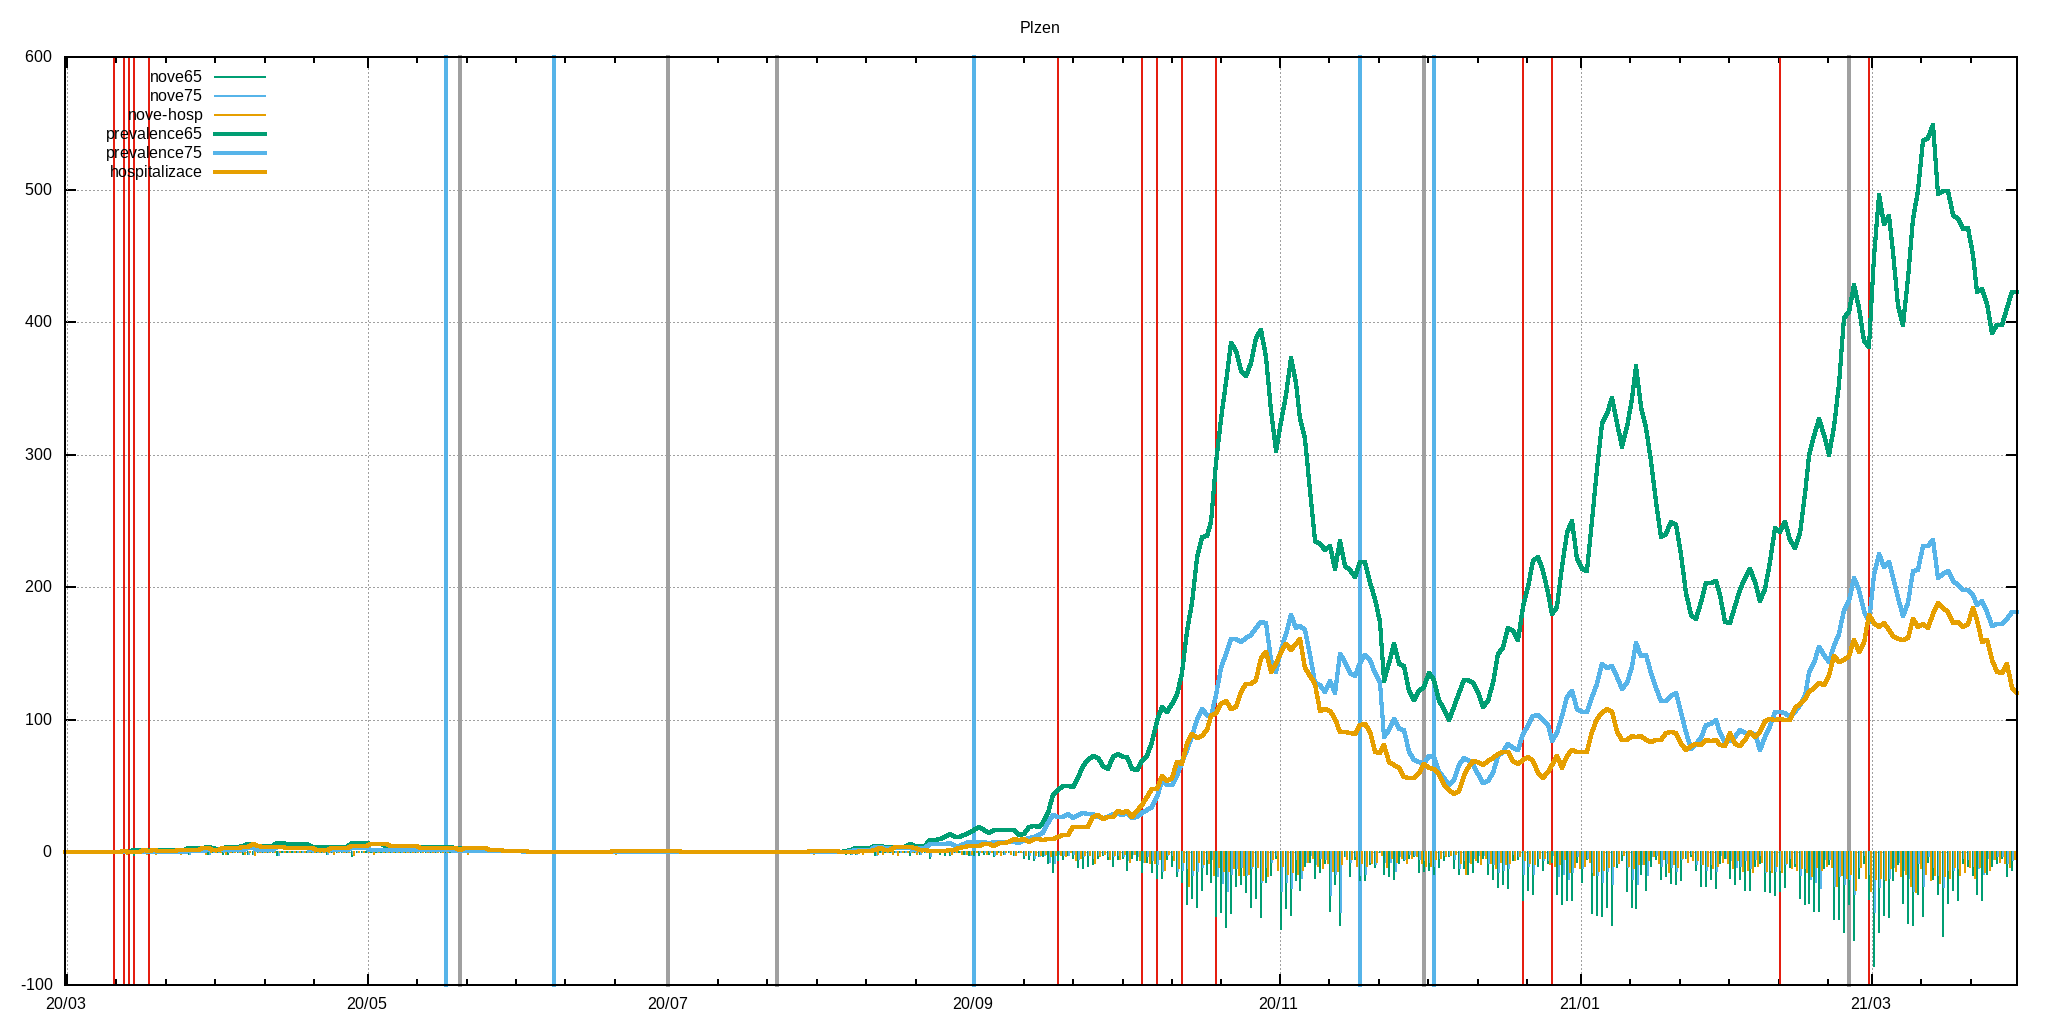 Plzen
600
500
400
300
200
100
0
-100
nove65
nove75
nove-hosp
prevalence65
prevalence75
hospitalizace
20/03 20/05 20/07 20/09 20/11 21/01 21/03